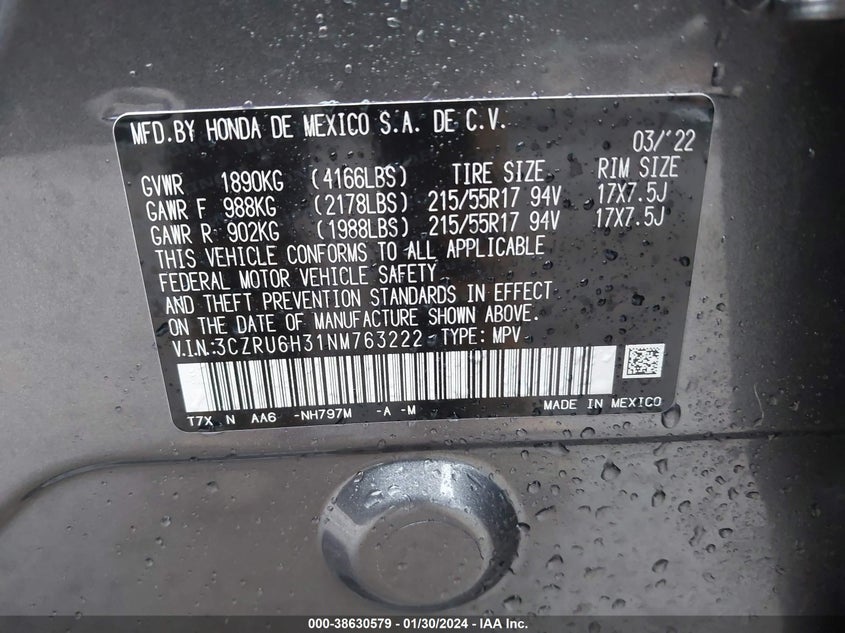 MFD.BY HONDA DE MEXICO S.A. DE C.V.
03/'22
GVWR 1890KG (4166LBS) TIRE SIZE RIM SIZE
GAWR F 988KG (2178LBS) 215/55R17 94V 17X7.5J
GAWR R 902KG (1988LBS) 215/55R17 94V 17X7.5J
THIS VEHICLE CONFORMS TO ALL APPLICABLE
FEDERAL MOTOR VEHICLE SAFETY
AND THEFT PREVENTION STANDARDS IN EFFECT
ON THE DATE OF MANUFACTURE SHOWN ABOVE.
V.I.N:3CZRU6H31NM763222 TYPE: MPV
T7X N AA6 -NH797M -A -M MADE IN MEXICO
000-38630579 — 01/30/2024 - IAA, Inc.